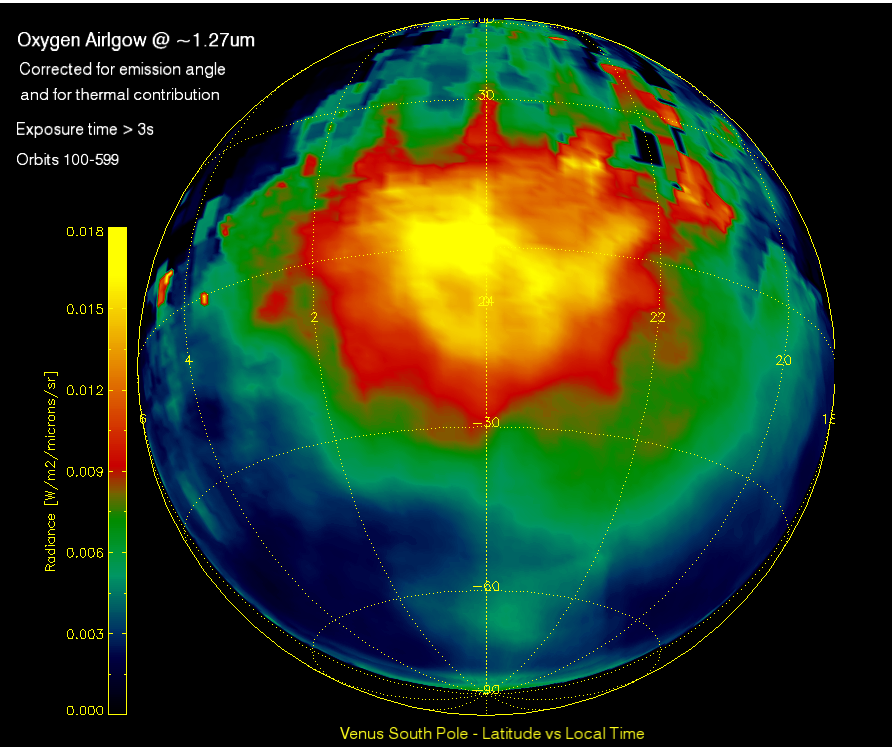 Oxygen Airlgow @ ~1.27um
Corrected for emission angle
and for thermal contribution
Exposure time > 3s
Orbits 100-599
30
0.018
0.015
0.012
0.009
0.006
0.003
0.000
Radiance [W/m2/microns/sr]
24
2
22
4
20
6
-30
-60
-90
Venus South Pole - Latitude vs Local Time